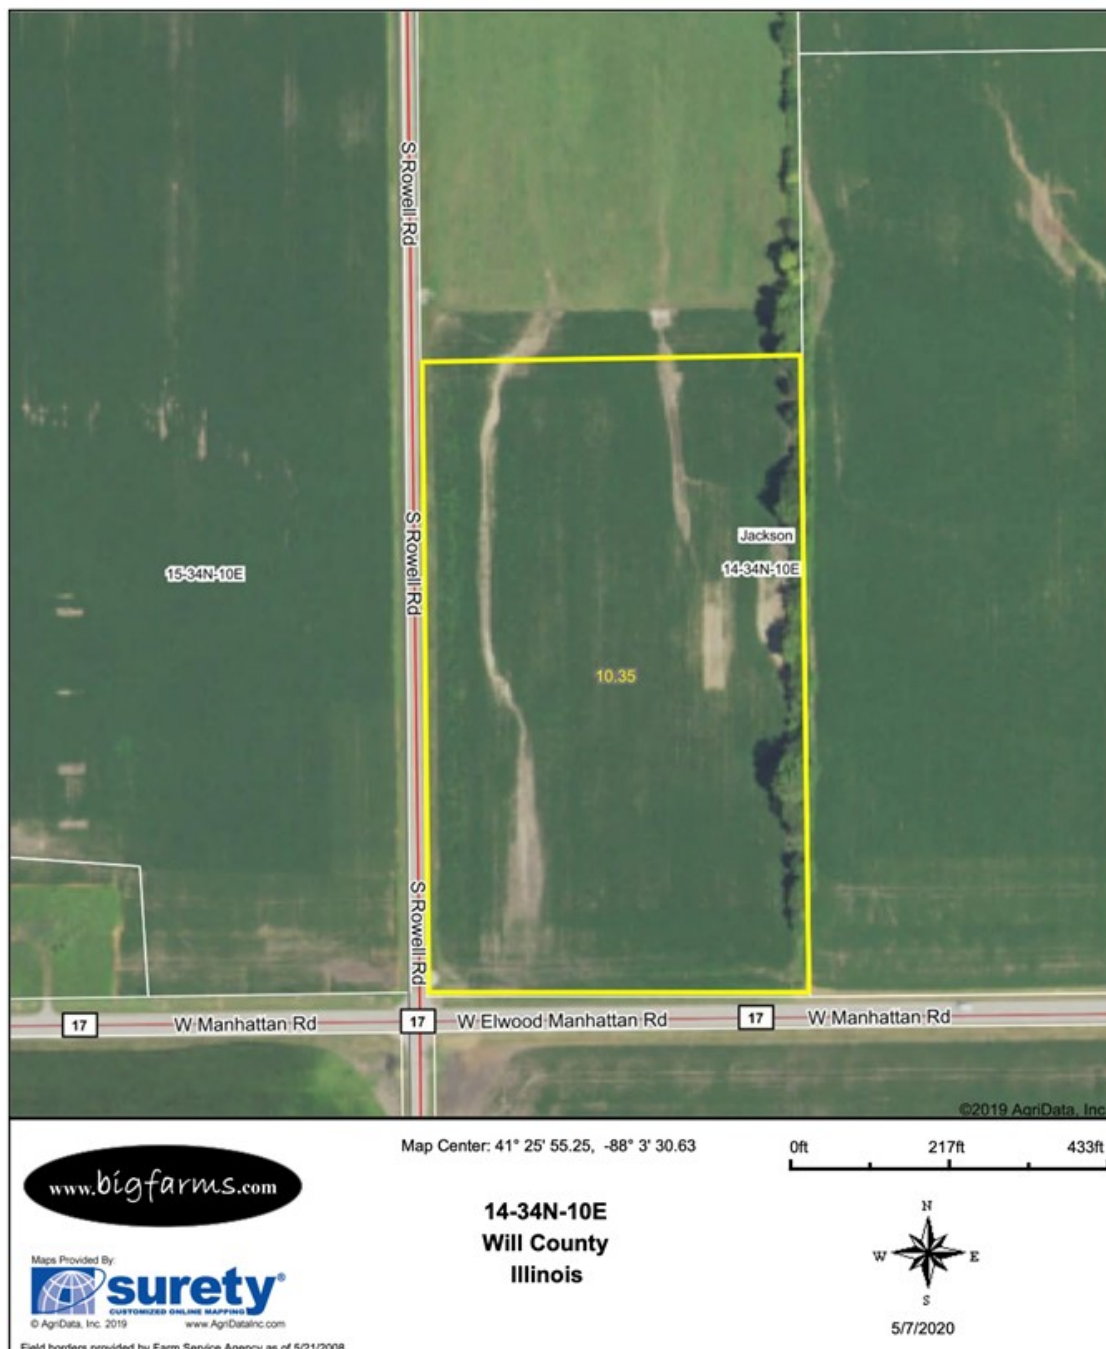 S Rowell Rd
Jackson
14-34N-10E
15-34N-10E
S Rowell Rd
10.35
S Rowell Rd
17
W Manhattan Rd
17
W Elwood Manhattan Rd
17
W Manhattan Rd
©2019 AgriData, Inc
Map Center: 41° 25' 55.25, -88° 3' 30.63
0ft 217ft 433ft
www.bigfarms.com
14-34N-10E
Will County
Illinois
N
W E
S
5/7/2020
Maps Provided By:
surety®
CUSTOMIZED ONLINE MAPPING
© AgriData, Inc. 2019 www.AgriDataInc.com
Field borders provided by Farm Service Agency as of 5/21/2008.